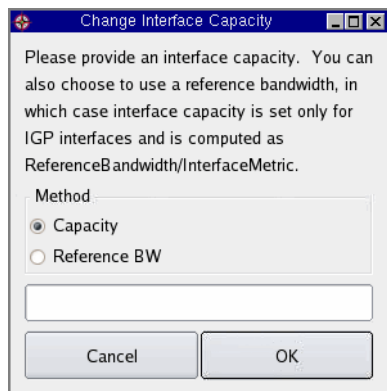 Change Interface Capacity
Please provide an interface capacity. You can
also choose to use a reference bandwidth, in
which case interface capacity is set only for
IGP interfaces and is computed as
ReferenceBandwidth/InterfaceMetric.
Method
Capacity
Reference BW
Cancel OK